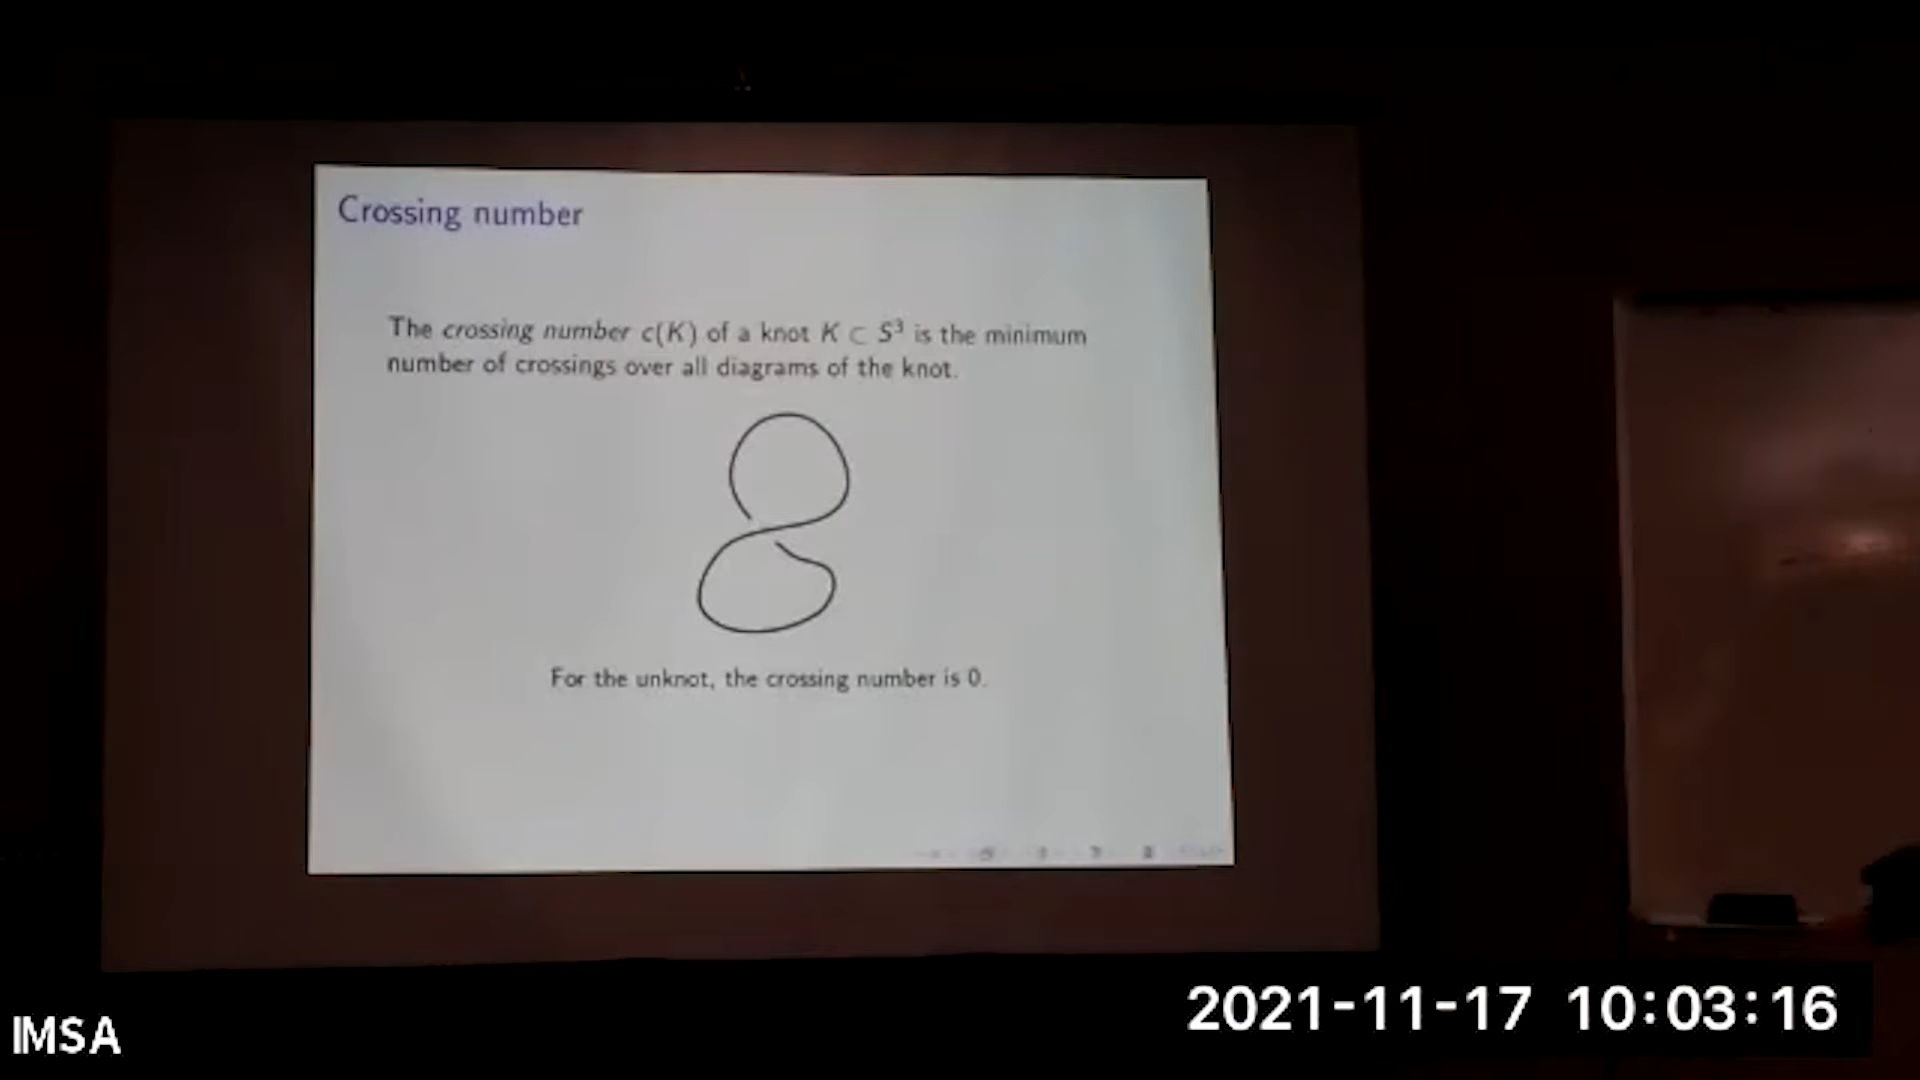 Crossing number
The crossing number c(K) of a knot K ⊂ S³ is the minimum
number of crossings over all diagrams of the knot.
For the unknot, the crossing number is 0.
2021-11-17 10:03:16
IMSA